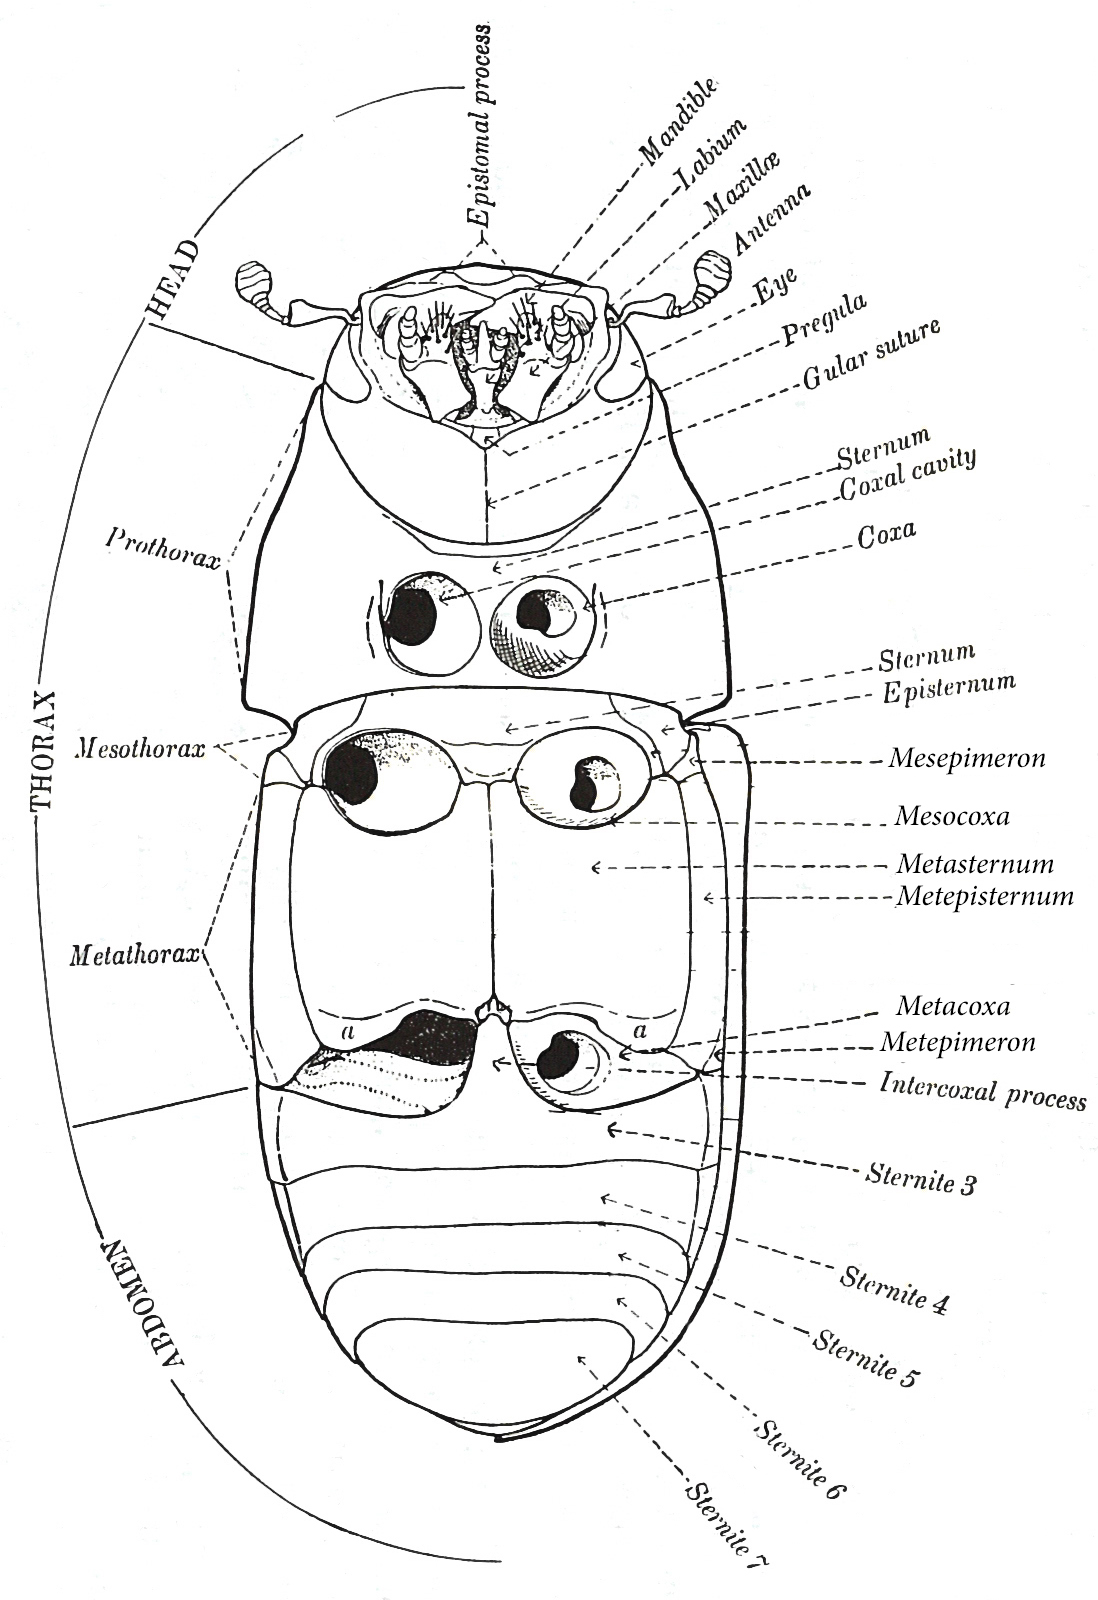 Epistomal process
Mandible
Labium
Maxillæ
Antenna
Eye
Pregula
Gular suture
Sternum
Coxal cavity
Coxa
Sternum
Episternum
Mesepimeron
Mesocoxa
Metasternum
Metepisternum
Metacoxa
Metepimeron
Intercoxal process
Sternite 3
Sternite 4
Sternite 5
Sternite 6
Sternite 7
HEAD
Prothorax
THORAX
Mesothorax
Metathorax
a
a
ABDOMEN